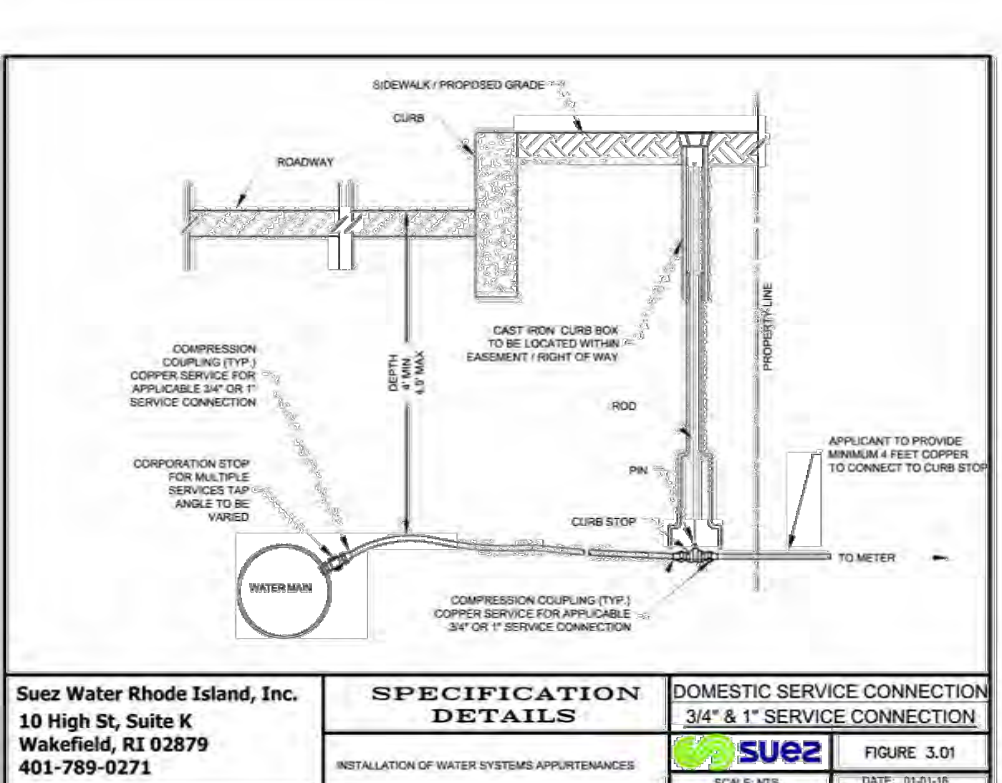 SIDEWALK / PROPOSED GRADE
CURB
ROADWAY
CAST IRON CURB BOX
TO BE LOCATED WITHIN
EASEMENT / RIGHT OF WAY
PROPERTY LINE
COMPRESSION
COUPLING (TYP.)
COPPER SERVICE FOR
APPLICABLE 3/4" OR 1"
SERVICE CONNECTION
DEPTH
4' MIN
4.5' MAX
ROD
APPLICANT TO PROVIDE
MINIMUM 4 FEET COPPER
TO CONNECT TO CURB STOP
CORPORATION STOP
FOR MULTIPLE
SERVICES TAP
ANGLE TO BE
VARIED
PIN
CURB STOP
TO METER
WATER MAIN
COMPRESSION COUPLING (TYP.)
COPPER SERVICE FOR APPLICABLE
3/4" OR 1" SERVICE CONNECTION
Suez Water Rhode Island, Inc.
10 High St, Suite K
Wakefield, RI 02879
401-789-0271
SPECIFICATION
DETAILS
INSTALLATION OF WATER SYSTEMS APPURTENANCES
DOMESTIC SERVICE CONNECTION
3/4" & 1" SERVICE CONNECTION
suez
FIGURE 3.01
SCALE: NTS
DATE: 01-01-16